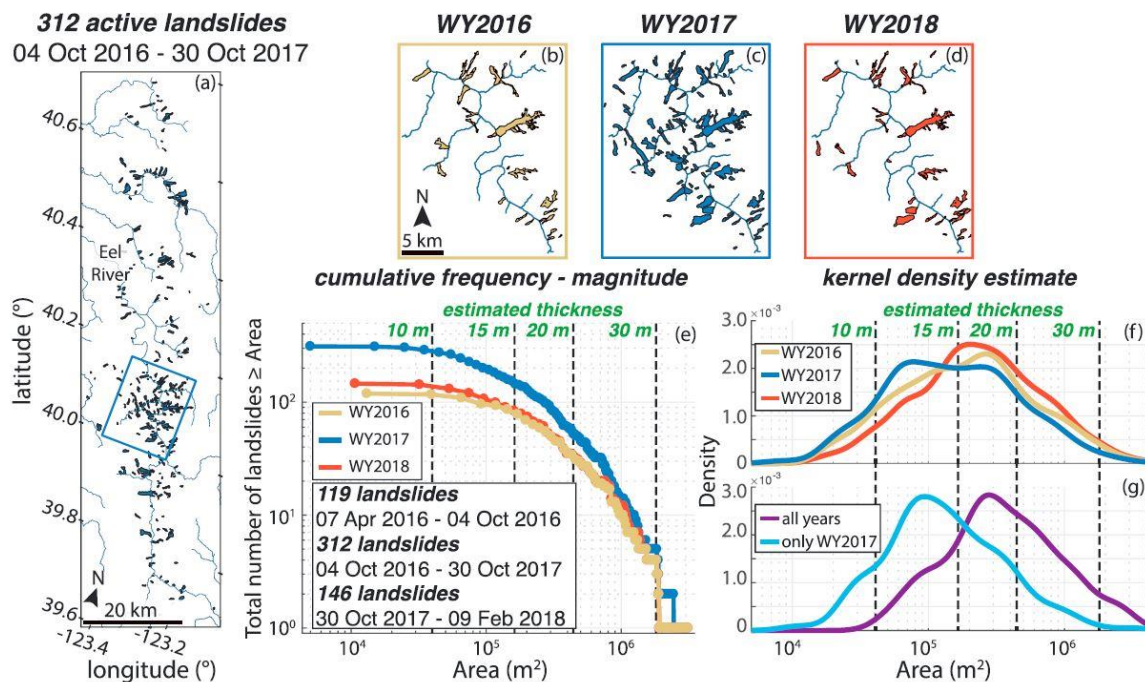 312 active landslides
04 Oct 2016 - 30 Oct 2017
(a)
40.6
40.4
40.2
40.0
39.8
39.6
latitude (°)
Eel
River
N
20 km
-123.4
-123.2
longitude (°)
WY2016
(b)
N
5 km
WY2017
(c)
WY2018
(d)
cumulative frequency - magnitude
estimated thickness
10 m
15 m
20 m
30 m
(e)
Total number of landslides ≥ Area
10²
10¹
10⁰
WY2016
WY2017
WY2018
119 landslides
07 Apr 2016 - 04 Oct 2016
312 landslides
04 Oct 2016 - 30 Oct 2017
146 landslides
30 Oct 2017 - 09 Feb 2018
10⁴
10⁵
10⁶
Area (m²)
kernel density estimate
×10⁻³
estimated thickness
3.0
10 m
15 m
20 m
30 m
(f)
WY2016
WY2017
WY2018
2.0
1.0
0
Density
×10⁻³
3.0
(g)
all years
only WY2017
2.0
1.0
0
10⁴
10⁵
10⁶
Area (m²)